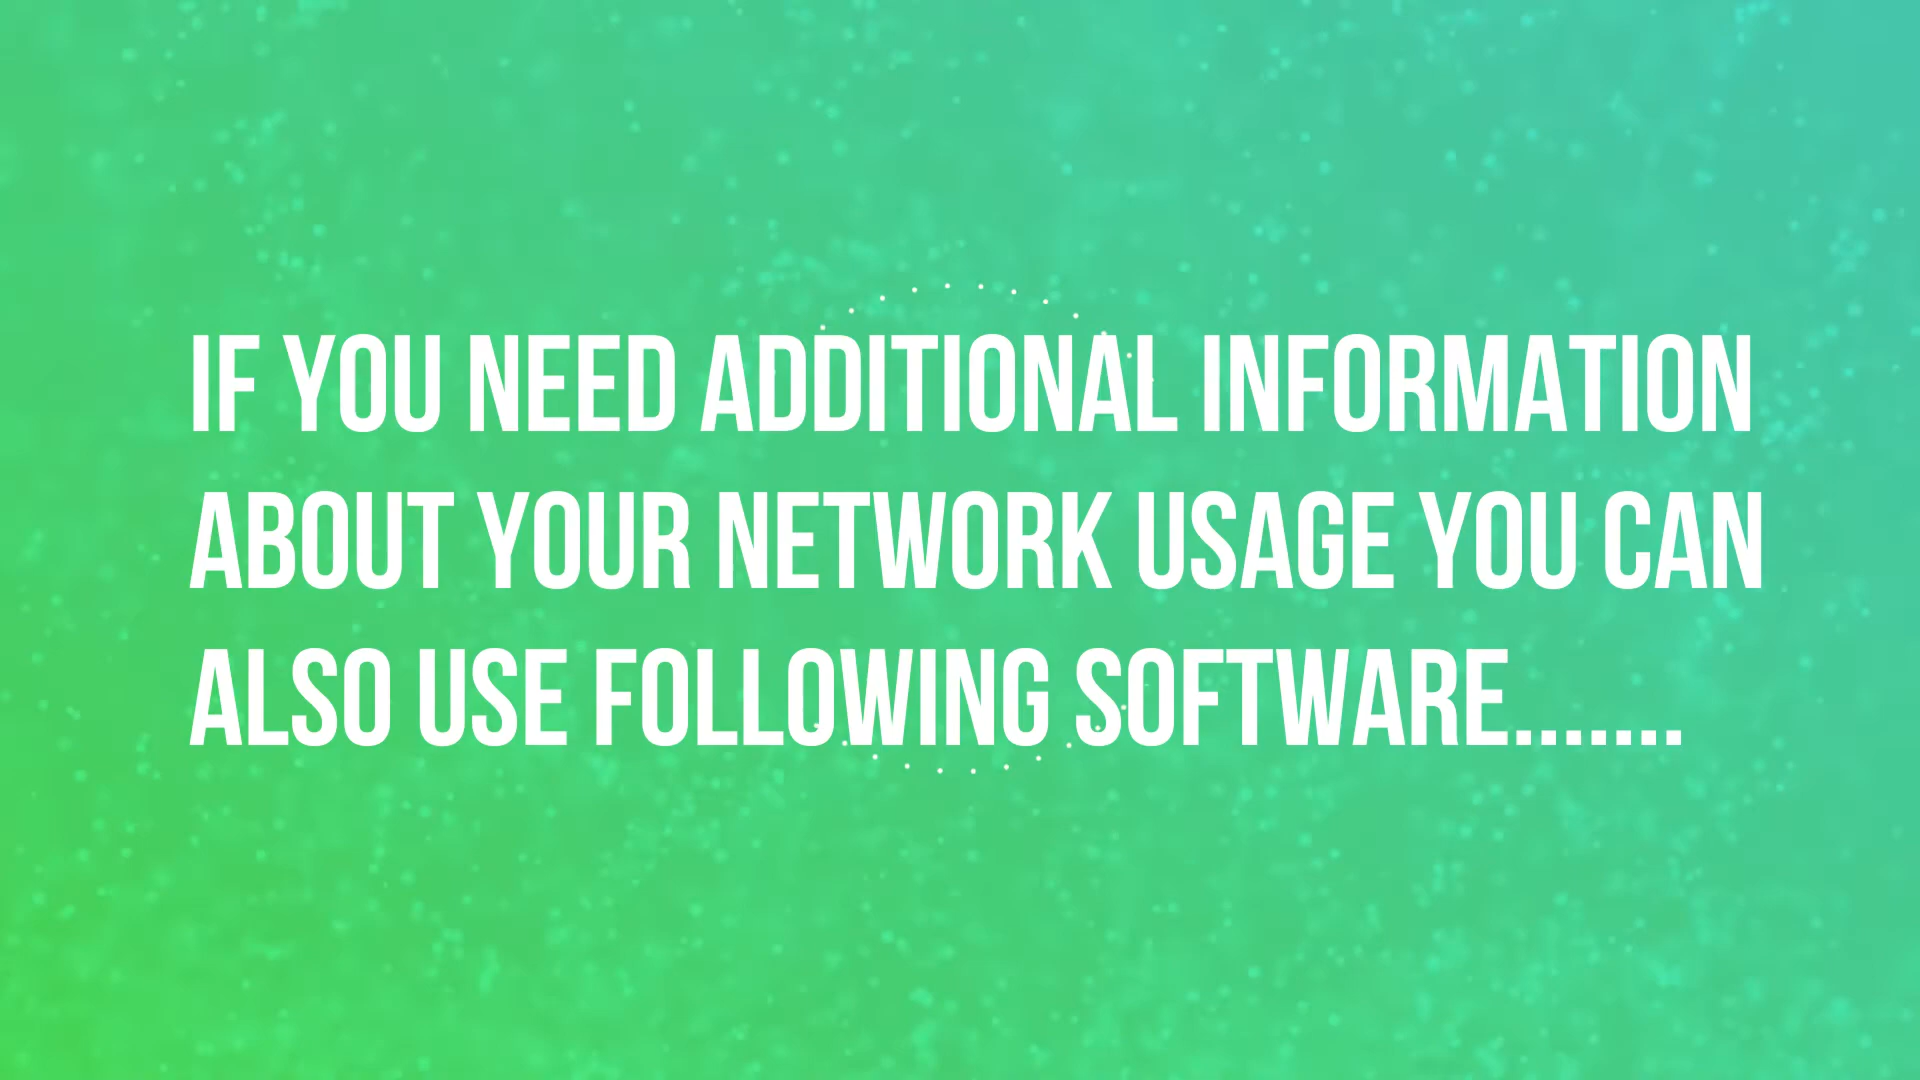 IF YOU NEED ADDITIONAL INFORMATION
ABOUT YOUR NETWORK USAGE YOU CAN
ALSO USE FOLLOWING SOFTWARE.......